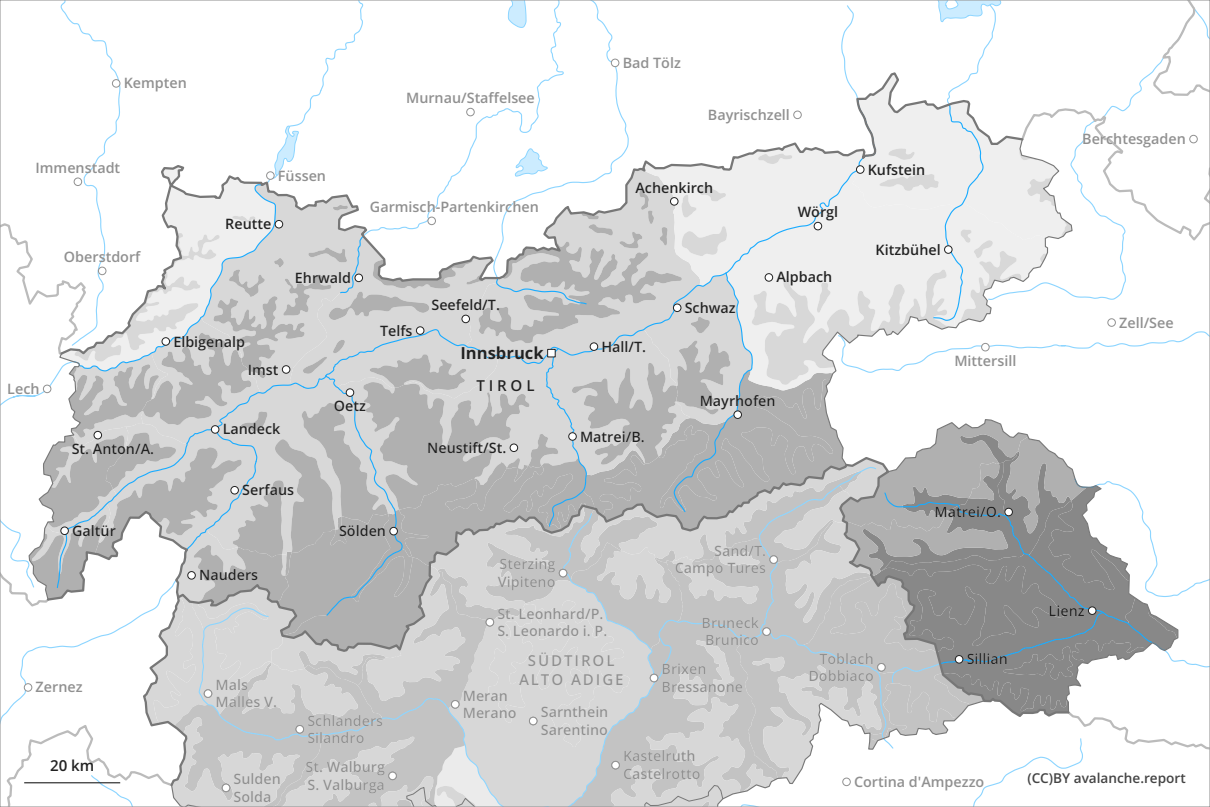 Kempten
Bad Tölz
Murnau/Staffelsee
Bayrischzell
Berchtesgaden
Immenstadt
Füssen
Kufstein
Achenkirch
Garmisch-Partenkirchen
Wörgl
Reutte
Kitzbühel
Oberstdorf
Ehrwald
Alpbach
Seefeld/T.
Schwaz
Zell/See
Telfs
Elbigenalp
Innsbruck
Hall/T.
Mittersill
Imst
TIROL
Lech
Oetz
Mayrhofen
Landeck
Matrei/B.
St. Anton/A.
Neustift/St.
Serfaus
Matrei/O.
Galtür
Sölden
Sand/T.
Campo Tures
Sterzing
Vipiteno
Nauders
Lienz
St. Leonhard/P.
S. Leonardo i. P.
Bruneck
Brunico
SÜDTIROL
ALTO ADIGE
Toblach
Dobbiaco
Sillian
Brixen
Bressanone
Zernez
Mals
Malles V.
Meran
Merano
Sarnthein
Sarentino
Schlanders
Silandro
Kastelruth
Castelrotto
St. Walburg
S. Valburga
20 km
Sulden
Solda
Cortina d'Ampezzo
(CC)BY avalanche.report